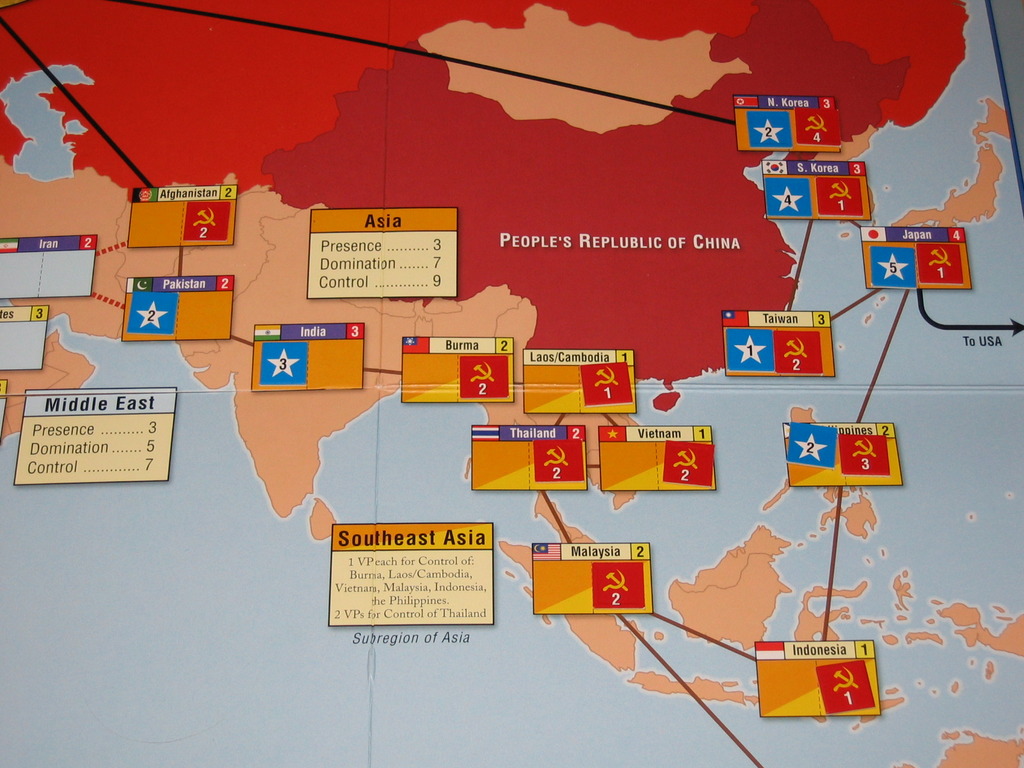 N. Korea 3
2 4
S. Korea 3
4 1
Afghanistan 2
2
Asia
Presence .......... 3
Domination ....... 7
Control .............. 9
PEOPLE'S REPUBLIC OF CHINA
Japan 4
5 1
Iran 2
Pakistan 2
2
To USA
3
India 3
3
Burma 2
2
Laos/Cambodia 1
1
Taiwan 3
1 2
Middle East
Presence ........... 3
Domination ....... 5
Control ............. 7
Thailand 2
2
Vietnam 1
2
2
2 3
Southeast Asia
1 VP each for Control of:
Burma, Laos/Cambodia,
Vietnam, Malaysia, Indonesia,
the Philippines.
2 VPs for Control of Thailand
Subregion of Asia
Malaysia 2
2
Indonesia 1
1